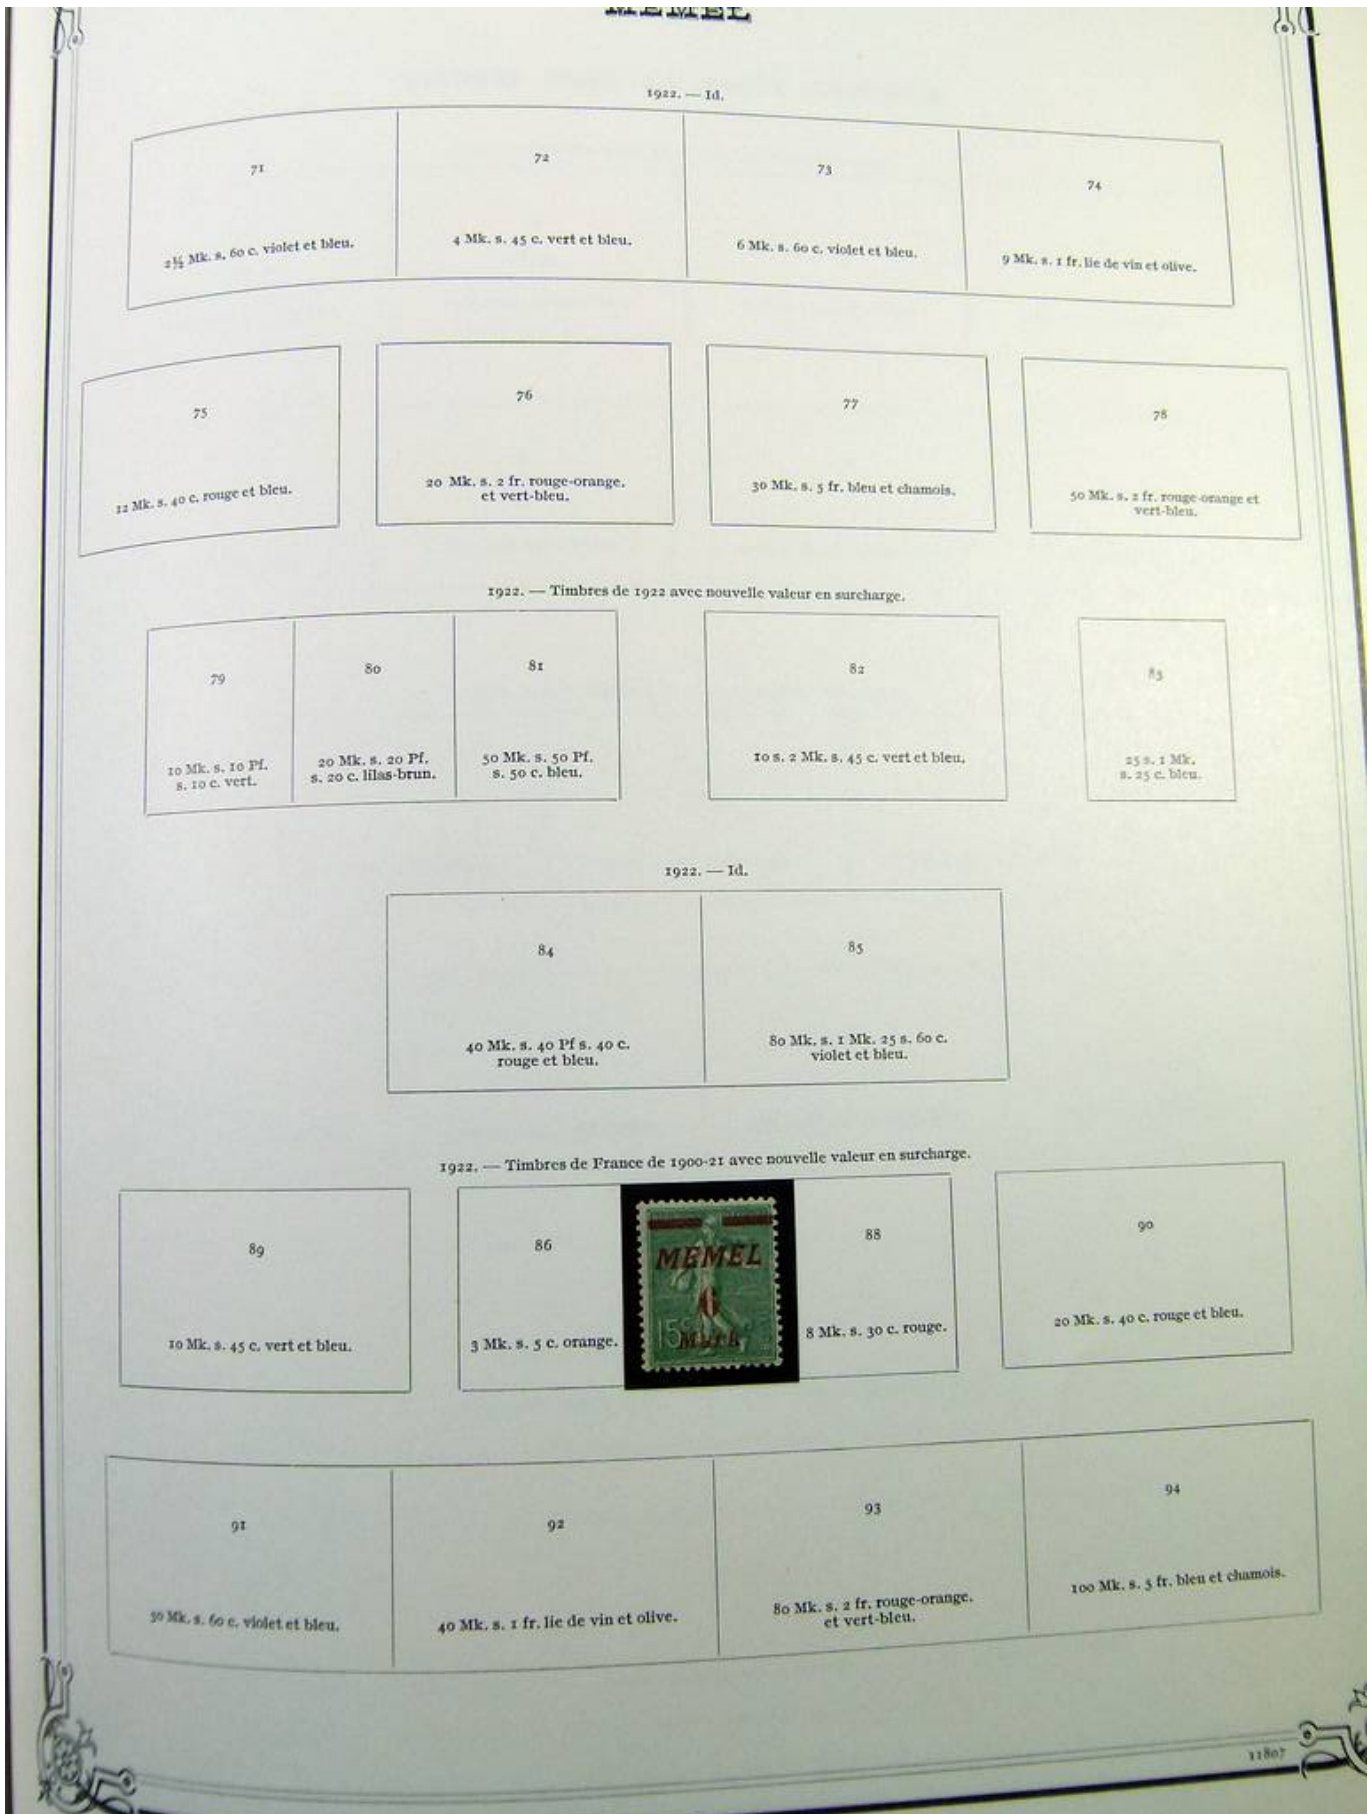 MEMEL
1922. — Id.
71
72
73
74
2½ Mk. s. 60 c. violet et bleu.
4 Mk. s. 45 c. vert et bleu.
6 Mk. s. 60 c. violet et bleu.
9 Mk. s. 1 fr. lie de vin et olive.
75
76
77
78
12 Mk. s. 40 c. rouge et bleu.
20 Mk. s. 2 fr. rouge-orange.
et vert-bleu.
30 Mk. s. 5 fr. bleu et chamois.
50 Mk. s. 2 fr. rouge-orange et
vert-bleu.
1922. — Timbres de 1922 avec nouvelle valeur en surcharge.
79
80
81
82
83
10 Mk. s. 10 Pf.
s. 10 c. vert.
20 Mk. s. 20 Pf.
s. 20 c. lilas-brun.
50 Mk. s. 50 Pf.
s. 50 c. bleu.
10 s. 2 Mk. s. 45 c. vert et bleu.
25 s. 1 Mk.
s. 25 c. bleu.
1922. — Id.
84
85
40 Mk. s. 40 Pf s. 40 c.
rouge et bleu.
80 Mk. s. 1 Mk. 25 s. 60 c.
violet et bleu.
1922. — Timbres de France de 1900-21 avec nouvelle valeur en surcharge.
89
86
88
90
10 Mk. s. 45 c. vert et bleu.
3 Mk. s. 5 c. orange.
MEMEL
6
Mark
15
8 Mk. s. 30 c. rouge.
20 Mk. s. 40 c. rouge et bleu.
91
92
93
94
30 Mk. s. 60 c. violet et bleu.
40 Mk. s. 1 fr. lie de vin et olive.
80 Mk. s. 2 fr. rouge-orange.
et vert-bleu.
100 Mk. s. 5 fr. bleu et chamois.
11807